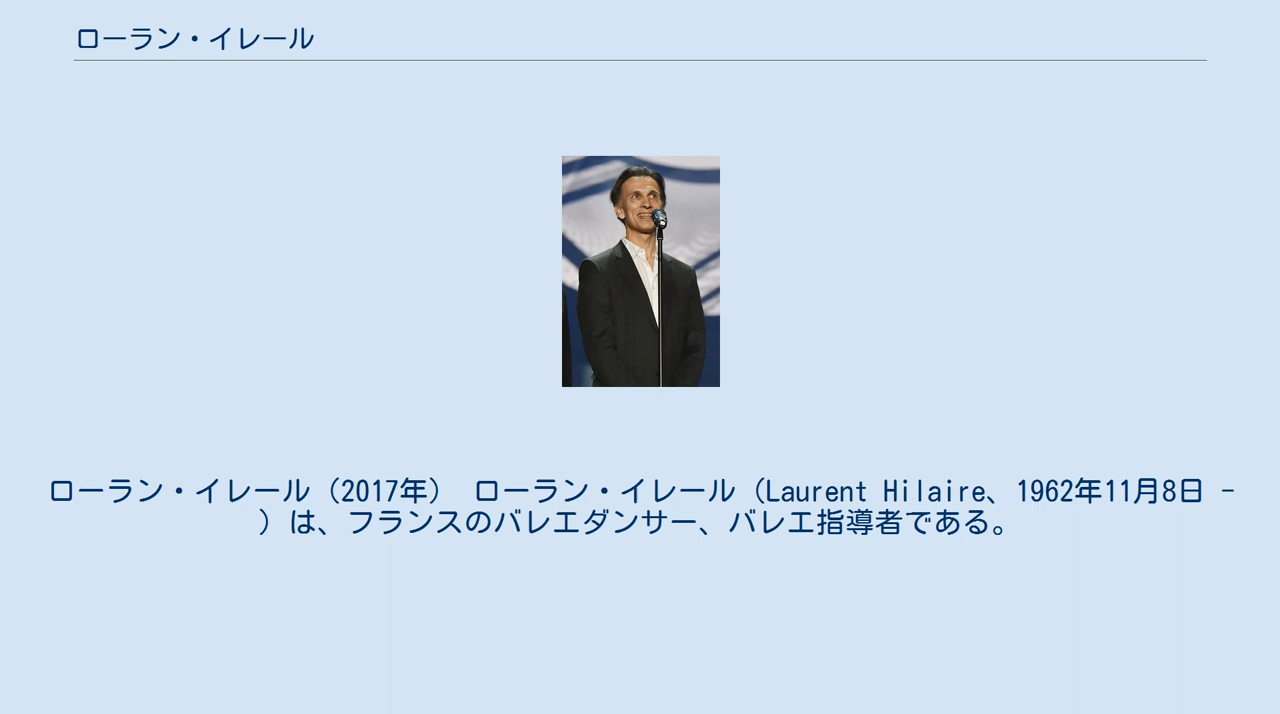 ローラン・イレール
ローラン・イレール（2017年）　ローラン・イレール（Laurent Hilaire、1962年11月8日 -
）は、フランスのバレエダンサー、バレエ指導者である。